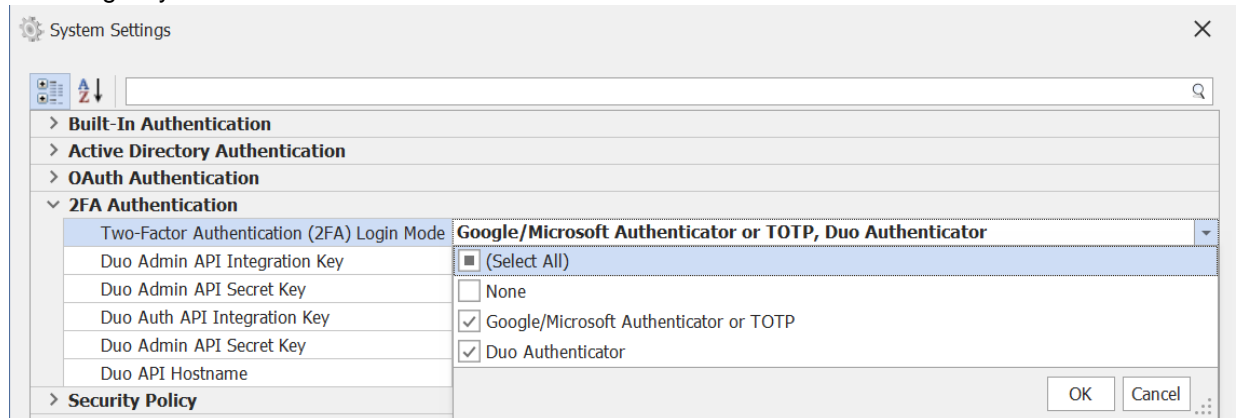 System Settings
Built-In Authentication
Active Directory Authentication
OAuth Authentication
2FA Authentication
Two-Factor Authentication (2FA) Login Mode Google/Microsoft Authenticator or TOTP, Duo Authenticator
Duo Admin API Integration Key (Select All)
Duo Admin API Secret Key None
Duo Auth API Integration Key Google/Microsoft Authenticator or TOTP
Duo Admin API Secret Key Duo Authenticator
Duo API Hostname
OK Cancel
Security Policy